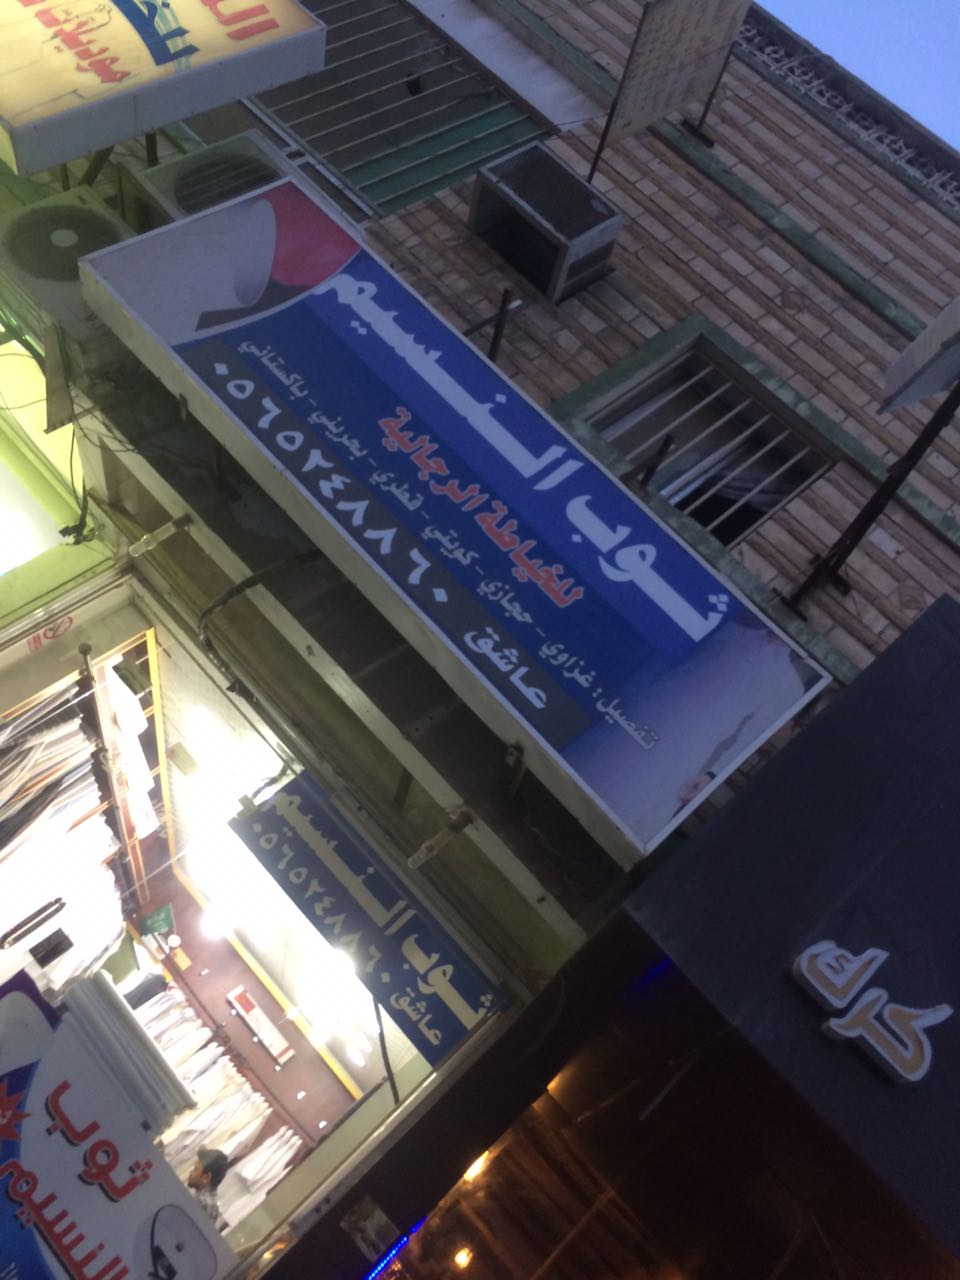 ثوب النسيم
للخياطة الرجالية
تفصيل : غزاوي - حجازي - كويتي - قطري - بحريني - باكستاني
عاشق ٠٥٦٥٢٤٨٨٦٠
ثوب النسيم
٠٥٦٥٢٤٨٨٦٠ عاشق
ثوب
النسيم
كرك